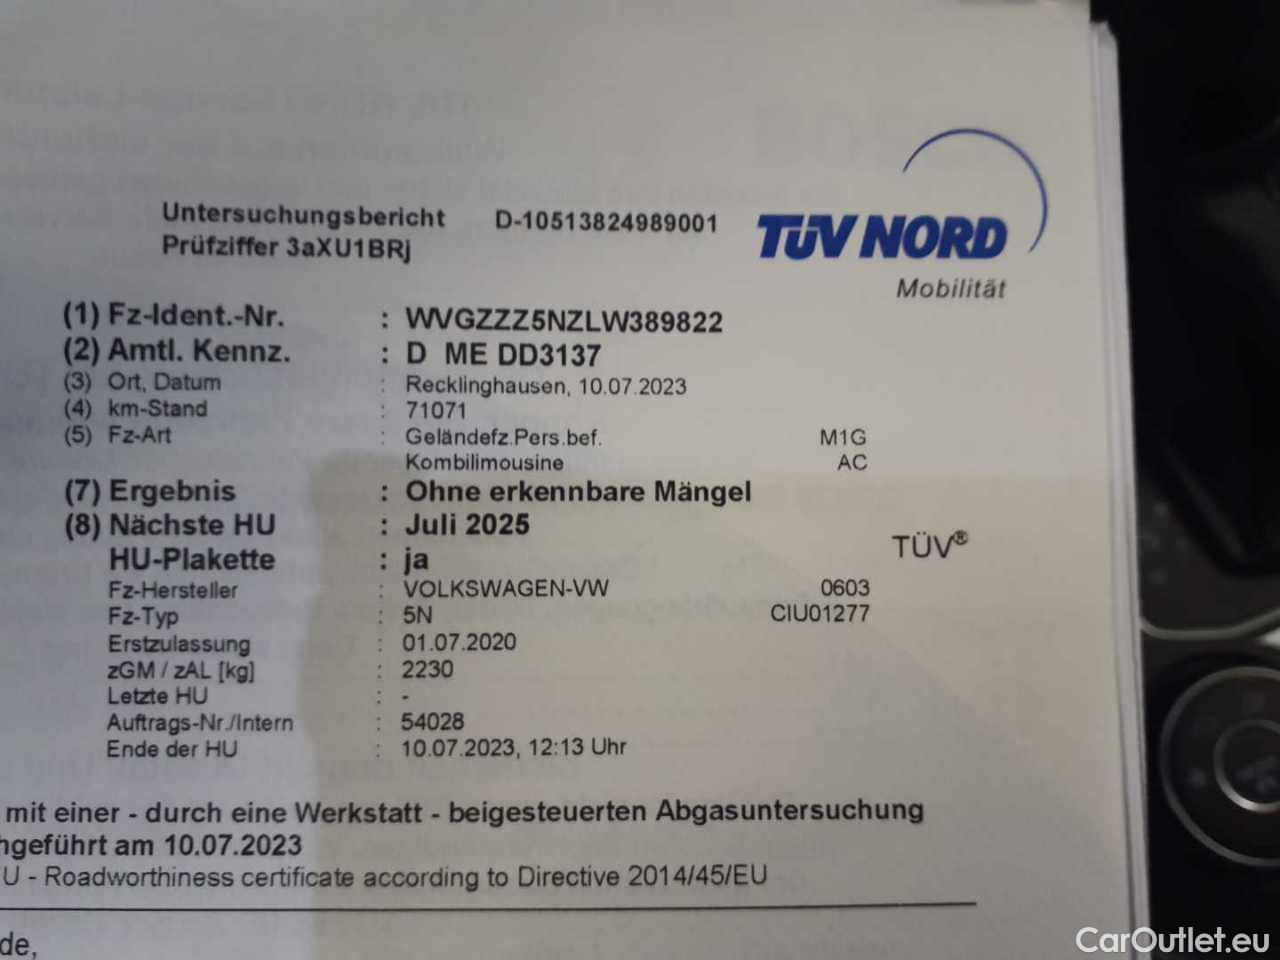 Untersuchungsbericht D-10513824989001
Prüfziffer 3aXU1BRj
TÜV NORD
Mobilität
(1) Fz-Ident.-Nr. : WVGZZZ5NZLW389822
(2) Amtl. Kennz. : D ME DD3137
(3) Ort, Datum : Recklinghausen, 10.07.2023
(4) km-Stand : 71071
(5) Fz-Art : Geländefz.Pers.bef. M1G
Kombilimousine AC
(7) Ergebnis : Ohne erkennbare Mängel
(8) Nächste HU : Juli 2025
HU-Plakette : ja
TÜV®
Fz-Hersteller : VOLKSWAGEN-VW 0603
Fz-Typ : 5N CIU01277
Erstzulassung : 01.07.2020
zGM / zAL [kg] : 2230
Letzte HU : -
Auftrags-Nr./Intern : 54028
Ende der HU : 10.07.2023, 12:13 Uhr
mit einer - durch eine Werkstatt - beigesteuerten Abgasuntersuchung
hgeführt am 10.07.2023
U - Roadworthiness certificate according to Directive 2014/45/EU
de,
CarOutlet.eu